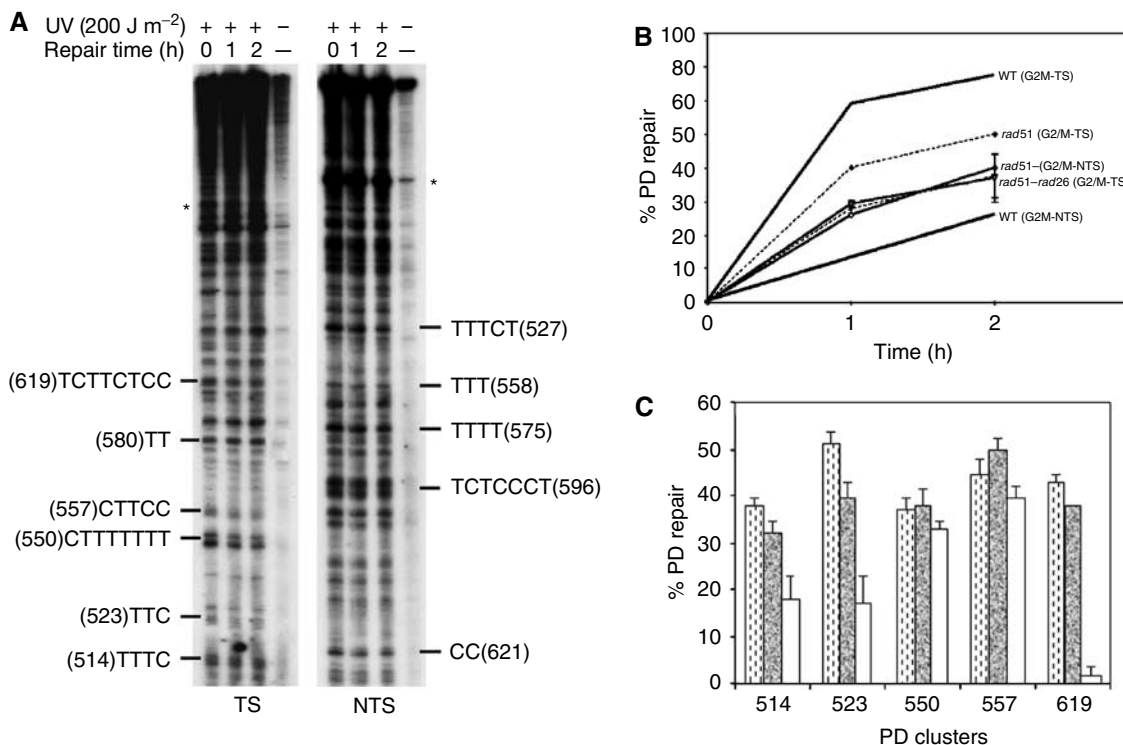 A
UV (200 J m−2) + + + − + + + −
Repair time (h) 0 1 2 — 0 1 2 —
*
*
TTTCT(527)
(619)TCTTCTCC
TTT(558)
(580)TT
TTTT(575)
TCTCCCT(596)
(557)CTTCC
(550)CTTTTTTT
(523)TTC
(514)TTTC
CC(621)
TS NTS
B
% PD repair
80
70
60
50
40
30
20
10
0
0 1 2
Time (h)
WT (G2M-TS)
rad51 (G2/M-TS)
rad51–(G2/M-NTS)
rad51–rad26 (G2/M-TS
WT (G2M-NTS)
C
% PD repair
60
50
40
30
20
10
0
514 523 550 557 619
PD clusters